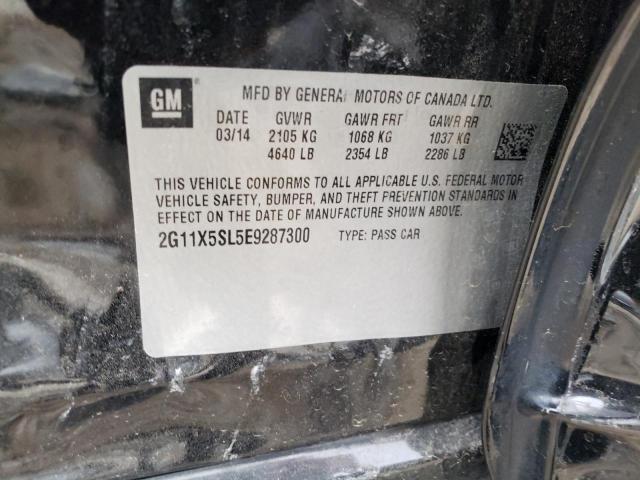 GM
MFD BY GENERAL MOTORS OF CANADA LTD.
DATE GVWR GAWR FRT GAWR RR
03/14 2105 KG 1068 KG 1037 KG
4640 LB 2354 LB 2286 LB
THIS VEHICLE CONFORMS TO ALL APPLICABLE U.S. FEDERAL MOTOR
VEHICLE SAFETY, BUMPER, AND THEFT PREVENTION STANDARDS IN
EFFECT ON THE DATE OF MANUFACTURE SHOWN ABOVE.
2G11X5SL5E9287300 TYPE: PASS CAR